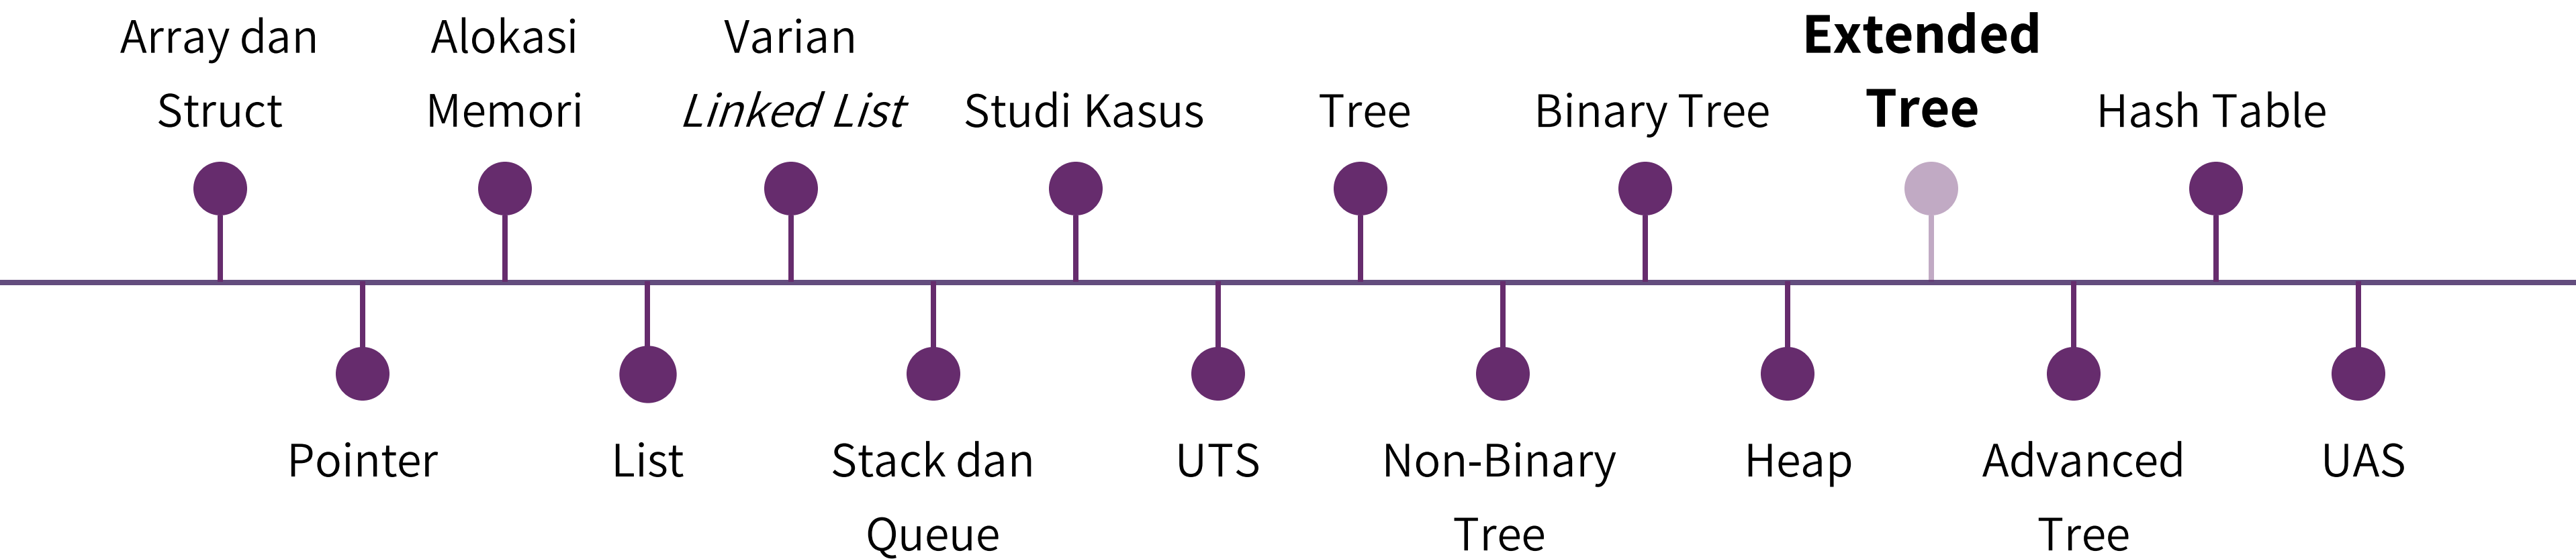 Array dan
Struct
Pointer
Alokasi
Memori
List
Varian
Linked List
Stack dan
Queue
Studi Kasus
UTS
Tree
Non-Binary
Tree
Binary Tree
Heap
Extended
Tree
Advanced
Tree
Hash Table
UAS